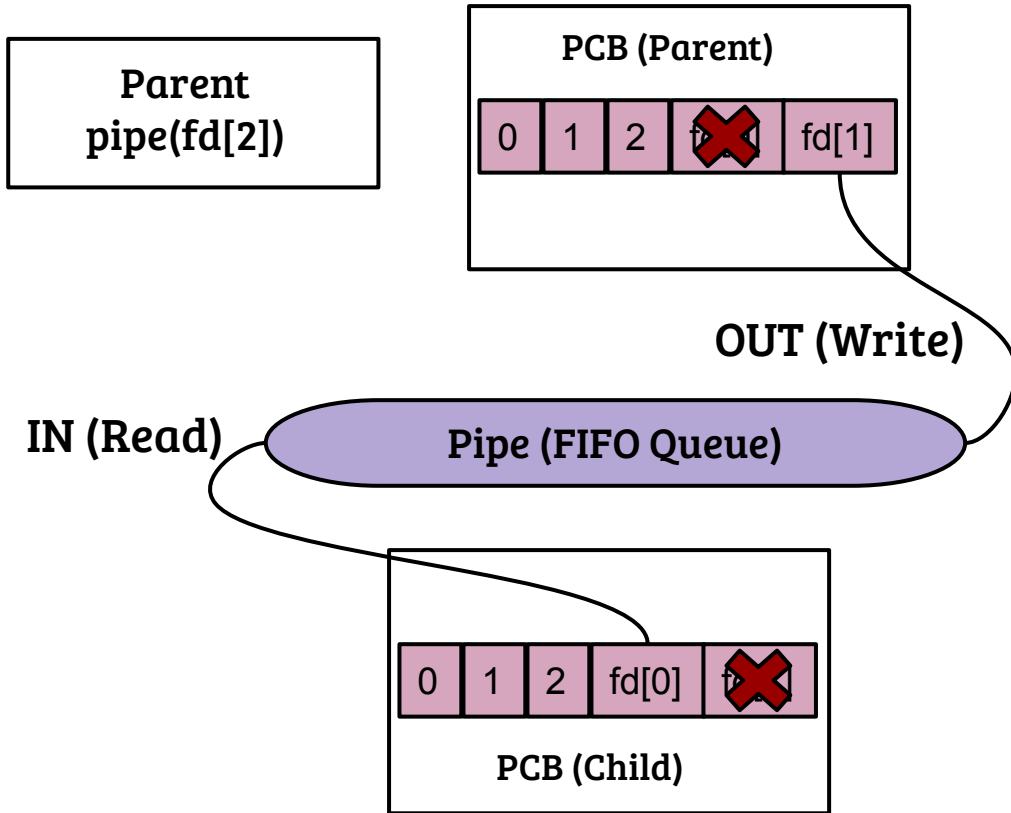 Parent
pipe(fd[2])
PCB (Parent)
0 1 2 fd[1]
OUT (Write)
IN (Read)
Pipe (FIFO Queue)
0 1 2 fd[0]
PCB (Child)